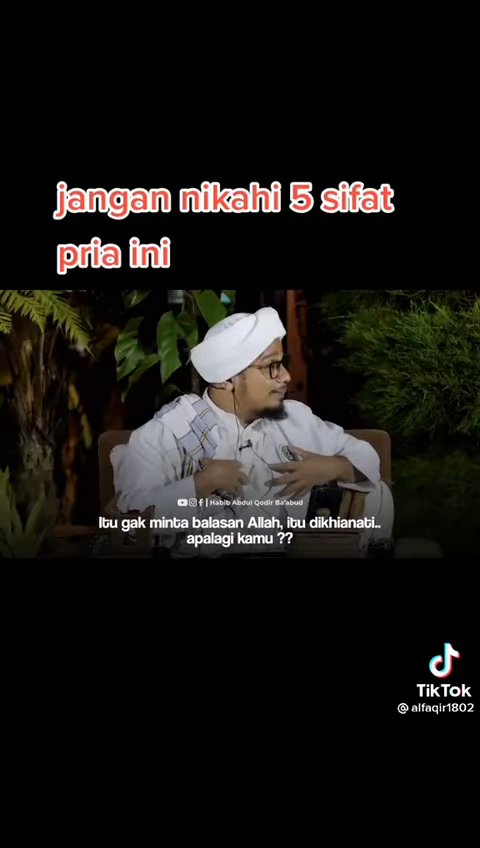 jangan nikahi 5 sifat
pria ini
| Habib Abdul Qodir Ba'abud
Itu gak minta balasan Allah, itu dikhianati..
apalagi kamu ??
TikTok
@ alfaqir1802